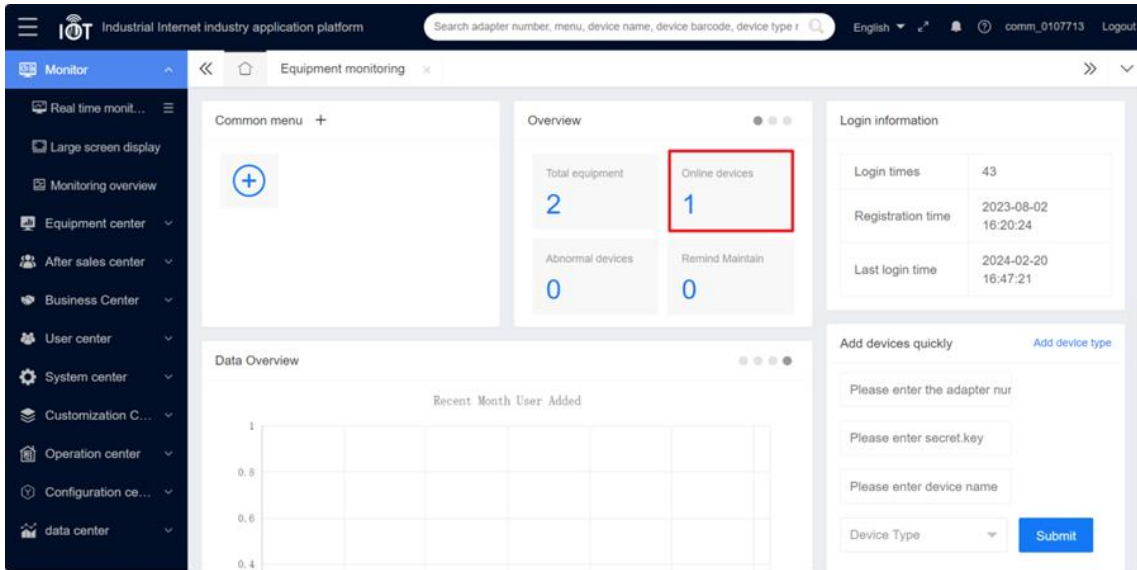 IOT Industrial Internet industry application platform
Search adapter number, menu, device name, device barcode, device type r
English
comm_0107713
Logout
Monitor
Real time monit...
Large screen display
Monitoring overview
Equipment center
After sales center
Business Center
User center
System center
Customization C...
Operation center
Configuration ce...
data center
Equipment monitoring
Common menu
Overview
Total equipment
2
Online devices
1
Abnormal devices
0
Remind Maintain
0
Login information
Login times 43
Registration time 2023-08-02
16:20:24
Last login time 2024-02-20
16:47:21
Data Overview
Recent Month User Added
1
0.8
0.6
0.4
Add devices quickly
Add device type
Please enter the adapter nur
Please enter secret.key
Please enter device name
Device Type
Submit